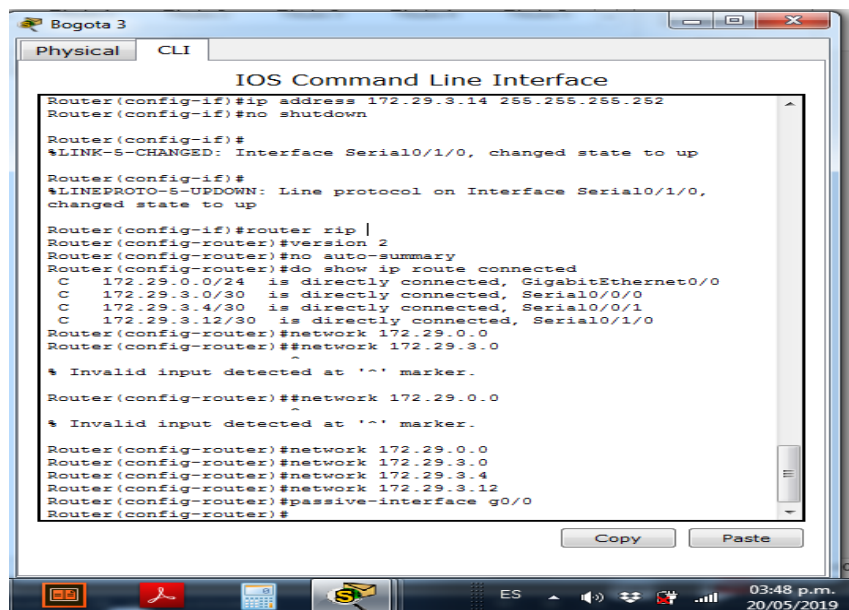 Bogota 3
Physical CLI
IOS Command Line Interface
Router(config-if)#ip address 172.29.3.14 255.255.255.252
Router(config-if)#no shutdown
Router(config-if)#
%LINK-5-CHANGED: Interface Serial0/1/0, changed state to up
Router(config-if)#
%LINEPROTO-5-UPDOWN: Line protocol on Interface Serial0/1/0,
changed state to up
Router(config-if)#router rip
Router(config-router)#version 2
Router(config-router)#no auto-summary
Router(config-router)#do show ip route connected
C 172.29.0.0/24 is directly connected, GigabitEthernet0/0
C 172.29.3.0/30 is directly connected, Serial0/0/0
C 172.29.3.4/30 is directly connected, Serial0/0/1
C 172.29.3.12/30 is directly connected, Serial0/1/0
Router(config-router)#network 172.29.0.0
Router(config-router)##network 172.29.3.0
^
% Invalid input detected at '^' marker.
Router(config-router)##network 172.29.0.0
^
% Invalid input detected at '^' marker.
Router(config-router)#network 172.29.0.0
Router(config-router)#network 172.29.3.0
Router(config-router)#network 172.29.3.4
Router(config-router)#network 172.29.3.12
Router(config-router)#passive-interface g0/0
Router(config-router)#
Copy Paste
ES 03:48 p.m.
20/05/2019